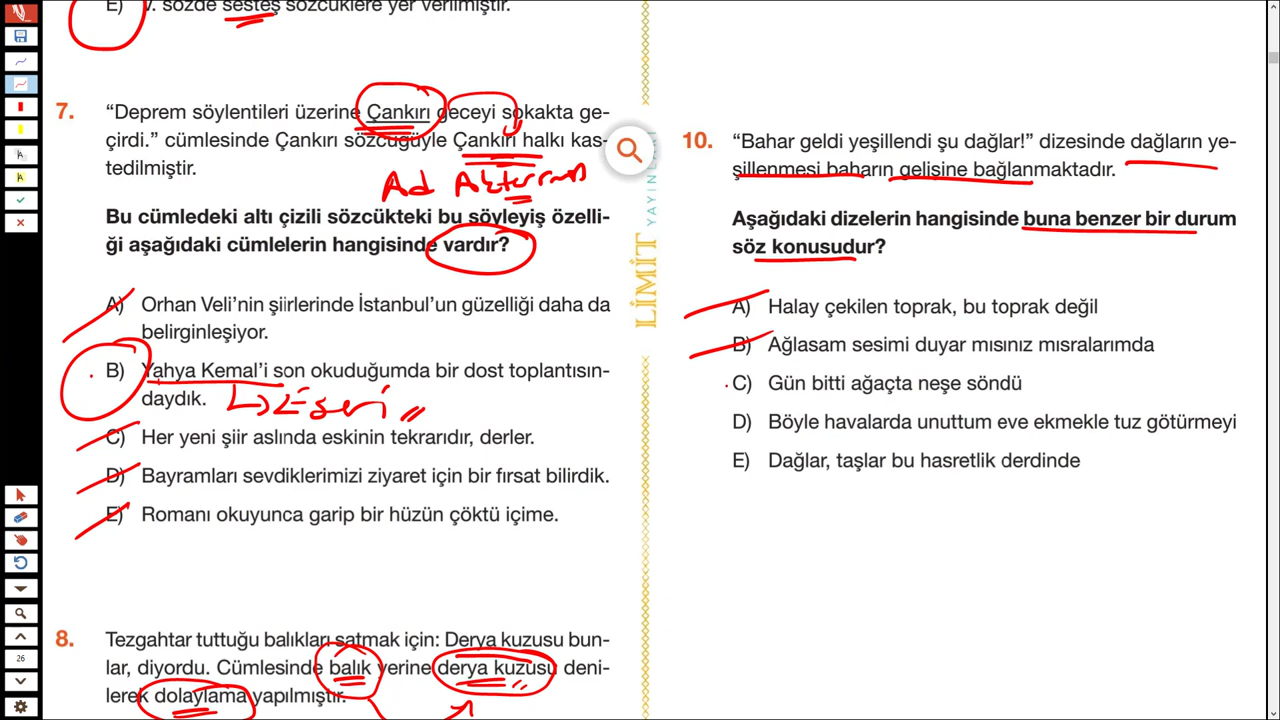 E) V. sözde sesteş sözcüklere yer verilmiştir.
7. "Deprem söylentileri üzerine Çankırı geceyi sokakta ge-
çirdi." cümlesinde Çankırı sözcüğüyle Çankırı halkı kas-
tedilmiştir.
Ad Aktarması
Bu cümledeki altı çizili sözcükteki bu söyleyiş özelli-
ği aşağıdaki cümlelerin hangisinde vardır?
A) Orhan Veli'nin şiirlerinde İstanbul'un güzelliği daha da
belirginleşiyor.
B) Yahya Kemal'i son okuduğumda bir dost toplantısın-
daydık.
Eseri
C) Her yeni şiir aslında eskinin tekrarıdır, derler.
D) Bayramları sevdiklerimizi ziyaret için bir fırsat bilirdik.
E) Romanı okuyunca garip bir hüzün çöktü içime.
8. Tezgahtar tuttuğu balıkları satmak için: Derya kuzusu bun-
lar, diyordu. Cümlesinde balık yerine derya kuzusu deni-
lerek dolaylama yapılmıştır.
LİMİT YAYINLARI
10. "Bahar geldi yeşillendi şu dağlar!" dizesinde dağların ye-
şillenmesi baharın gelişine bağlanmaktadır.
Aşağıdaki dizelerin hangisinde buna benzer bir durum
söz konusudur?
A) Halay çekilen toprak, bu toprak değil
B) Ağlasam sesimi duyar mısınız mısralarımda
C) Gün bitti ağaçta neşe söndü
D) Böyle havalarda unuttum eve ekmekle tuz götürmeyi
E) Dağlar, taşlar bu hasretlik derdinde
26